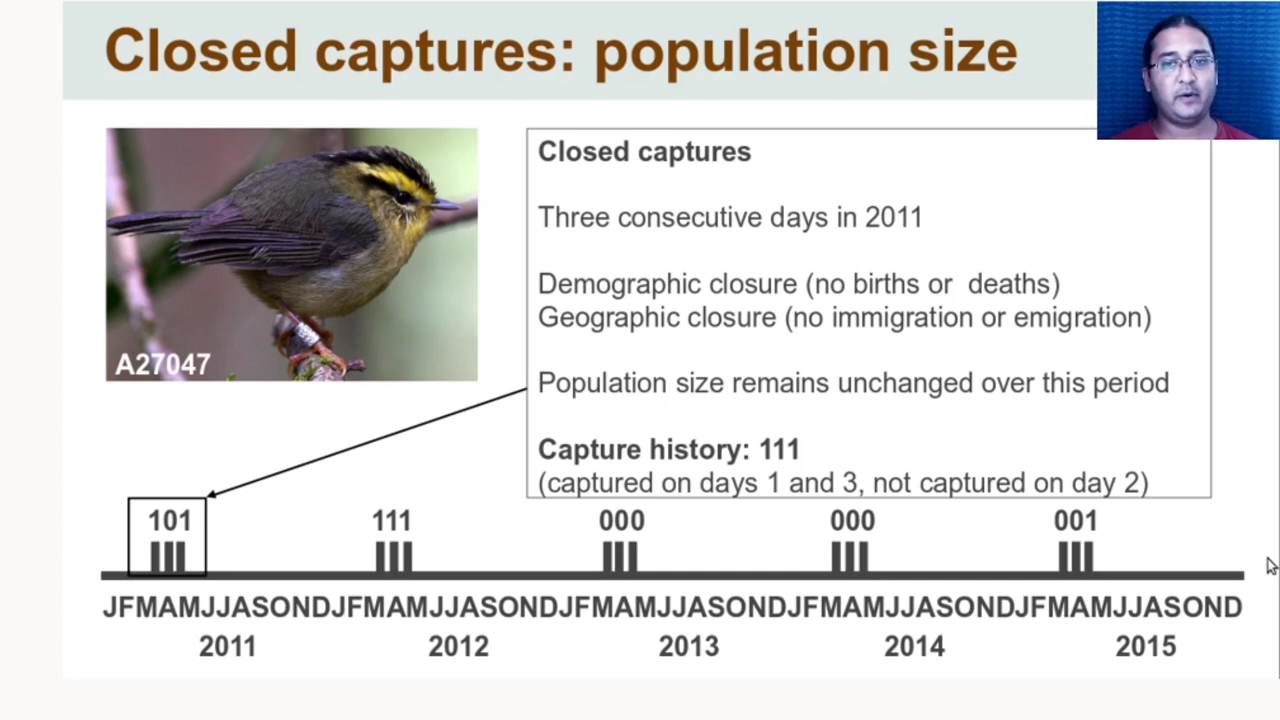 Closed captures: population size
A27047
Closed captures
Three consecutive days in 2011
Demographic closure (no births or  deaths)
Geographic closure (no immigration or emigration)
Population size remains unchanged over this period
Capture history: 111
(captured on days 1 and 3, not captured on day 2)
101 111 000 000 001
JFMAMJJASONDJFMAMJJASONDJFMAMJJASONDJFMAMJJASONDJFMAMJJASOND
2011 2012 2013 2014 2015